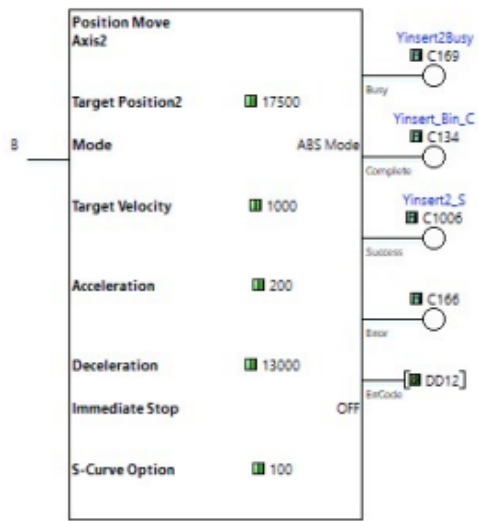 Position Move
Axis2
Yinsert2Busy
C169
Busy
Target Position2 17500
Yinsert_Bin_C
C134
B
Mode ABS Mode
Complete
Yinsert2_S
Target Velocity 1000
C1006
Success
Acceleration 200
C166
Error
Deceleration 13000
DD12
ErrCode
Immediate Stop OFF
S-Curve Option 100